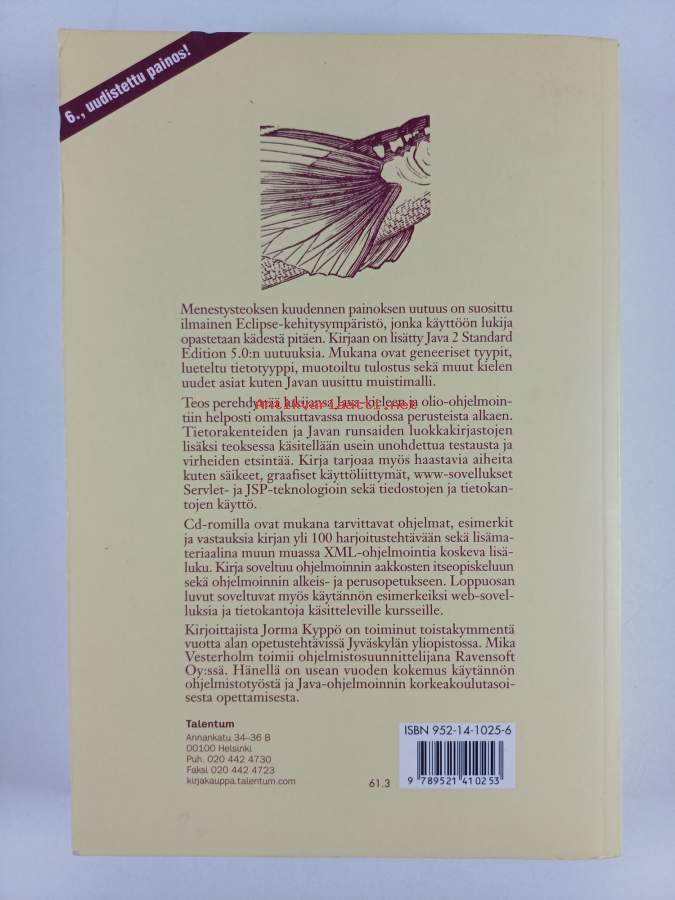 6., uudistettu painos!
Menestysteoksen kuudennen painoksen uutuus on suosittu
ilmainen Eclipse-kehitysympäristö, jonka käyttöön lukija
opastetaan kädestä pitäen. Kirjaan on lisätty Java 2 Standard
Edition 5.0:n uutuuksia. Mukana ovat geneeriset tyypit,
lueteltu tietotyyppi, muotoiltu tulostus sekä muut kielen
uudet asiat kuten Javan uusittu muistimalli.
Teos perehdyttää lukijansa Java-kieleen ja olio-ohjelmoin-
Antikvariaatti.net
tiin helposti omaksuttavassa muodossa perusteista alkaen.
Tietorakenteiden ja Javan runsaiden luokkakirjastojen
lisäksi teoksessa käsitellään usein unohdettua testausta ja
virheiden etsintää. Kirja tarjoaa myös haastavia aiheita
kuten säikeet, graafiset käyttöliittymät, www-sovellukset
Servlet- ja JSP-teknologioin sekä tiedostojen ja tietokan-
tojen käyttö.
Cd-romilla ovat mukana tarvittavat ohjelmat, esimerkit
ja vastauksia kirjan yli 100 harjoitustehtävään sekä lisäma-
teriaalina muun muassa XML-ohjelmointia koskeva lisä-
luku. Kirja soveltuu ohjelmoinnin aakkosten itseopiskeluun
sekä ohjelmoinnin alkeis- ja perusopetukseen. Loppuosan
luvut soveltuvat myös käytännön esimerkeiksi web-sovel-
luksia ja tietokantoja käsitteleville kursseille.
Kirjoittajista Jorma Kyppö on toiminut toistakymmentä
vuotta alan opetustehtävissä Jyväskylän yliopistossa. Mika
Vesterholm toimii ohjelmistosuunnittelijana Ravensoft
Oy:ssä. Hänellä on usean vuoden kokemus käytännön
ohjelmistotyöstä ja Java-ohjelmoinnin korkeakoulutasoi-
sesta opettamisesta.
Talentum
Annankatu 34–36 B
00100 Helsinki
Puh. 020 442 4730
Faksi 020 442 4723
kirjakauppa.talentum.com
61.3
ISBN 952-14-1025-6
9 789521 410253